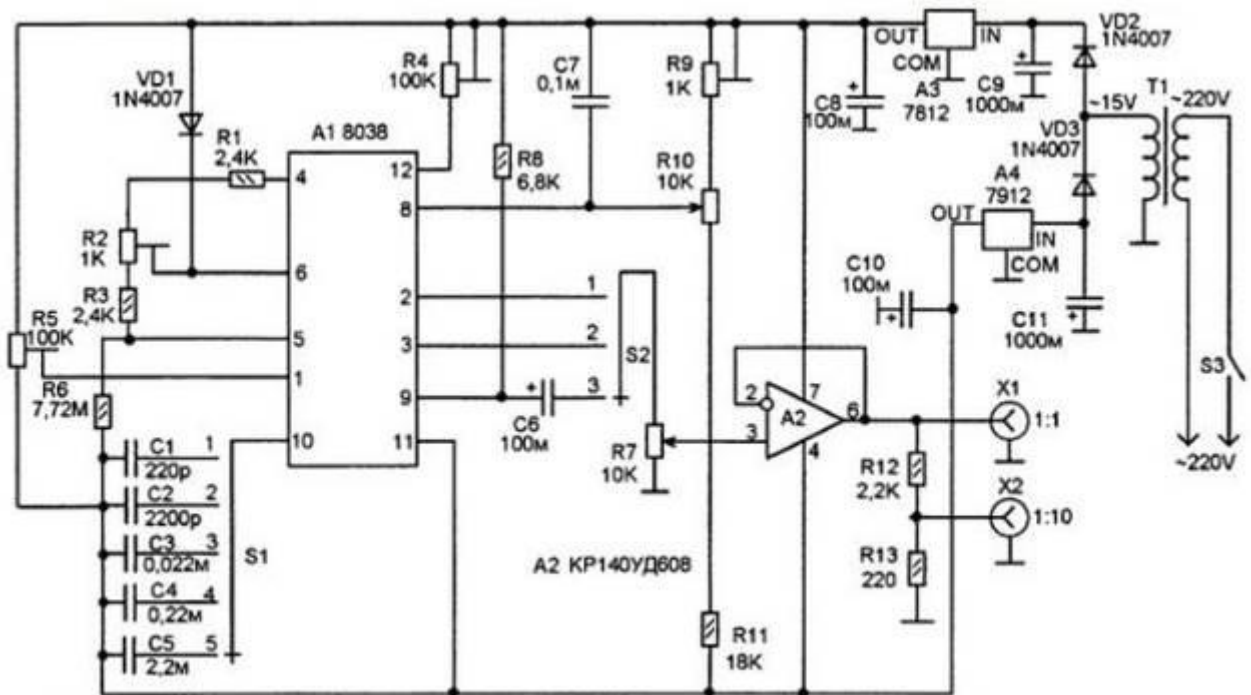 VD1
1N4007
R1
2,4K
R2
1K
R3
2,4K
R5
100K
R6
7,72M
A1 8038
4
6
5
1
10
12
8
2
3
9
11
R4
100K
R8
6,8K
C7
0,1м
R9
1K
R10
10K
C8
100м
OUT
IN
COM
A3
7812
C9
1000м
VD2
1N4007
~15V
T1
~220V
VD3
1N4007
A4
7912
OUT
IN
COM
C10
100м
C11
1000м
S3
~220V
1
2
3
S2
C6
100м
+
R7
10K
2
3
A2
7
6
4
X1
1:1
R12
2,2K
X2
1:10
R13
220
C1
220p
1
C2
2200p
2
C3
0,022м
3
C4
0,22м
4
C5
2,2м
5
S1
A2 КР140УД608
R11
18K